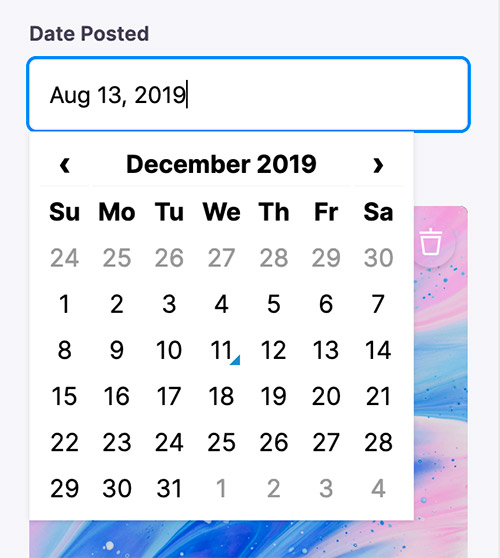 Date Posted
Aug 13, 2019
‹ December 2019 ›
Su Mo Tu We Th Fr Sa
24 25 26 27 28 29 30
1 2 3 4 5 6 7
8 9 10 11 12 13 14
15 16 17 18 19 20 21
22 23 24 25 26 27 28
29 30 31 1 2 3 4